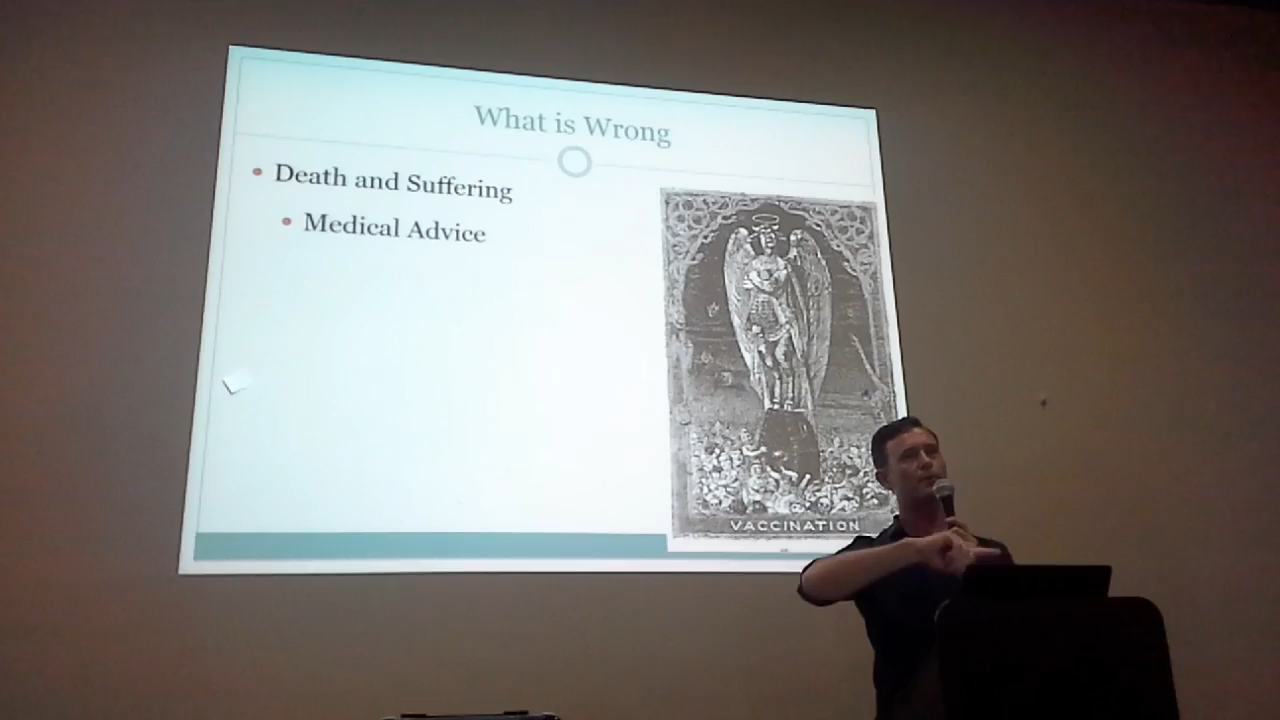 What is Wrong
Death and Suffering
Medical Advice
VACCINATION